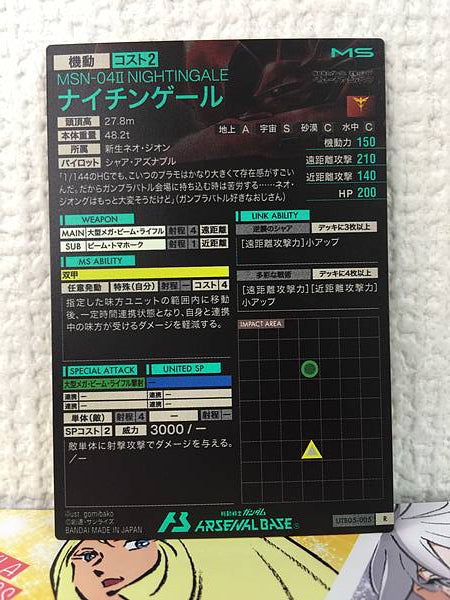 機動 コスト2 MS
MSN-04II NIGHTINGALE
ナイチンゲール
頭頂高 27.8m
本体重量 48.2t
所属 新生ネオ・ジオン
パイロット シャア・アズナブル
地上 A 宇宙 S 砂漠 C 水中 C
機動力 150
遠距離攻撃 210
近距離攻撃 140
HP 200
「1/144のHGでも、こいつのプラモはかなり大きくて存在感がすごい
んだ。だからガンプラバトル会場に持ち込む時は苦労する……ネオ・
ジオングはもっと大変そうだけど」(ガンプラ好きなおじさん)
WEAPON
MAIN 大型メガ・ビーム・ライフル 射程 4 遠距離
SUB ビーム・トマホーク 射程 1 近距離
MS ABILITY
双甲
任意発動 特殊(自分) 射程 ― コスト 4
指定した味方ユニットの範囲内に移動
後、一定時間連携状態となり、自身と連携
中の味方が受けるダメージを軽減する。
LINK ABILITY
逆襲のシャア デッキに3枚以上
[遠距離攻撃力]小アップ
多彩な戦術 デッキに4枚以上
[遠距離攻撃力][近距離攻撃力]
小アップ
IMPACT AREA
SPECIAL ATTACK UNITED SP
大型メガ・ビーム・ライフル掃射 ―
連携 ― 連携 ―
連携 ― 連携 ―
単体(敵) 射程 4 ― 射程 ―
SPコスト 2 威力 3000 / ―
敵単体に射撃攻撃でダメージを与える。
/―
illust. gomibako
©創通・サンライズ
BANDAI MADE IN JAPAN
機動戦士ガンダム
ARSENAL BASE
UTB05-005 R